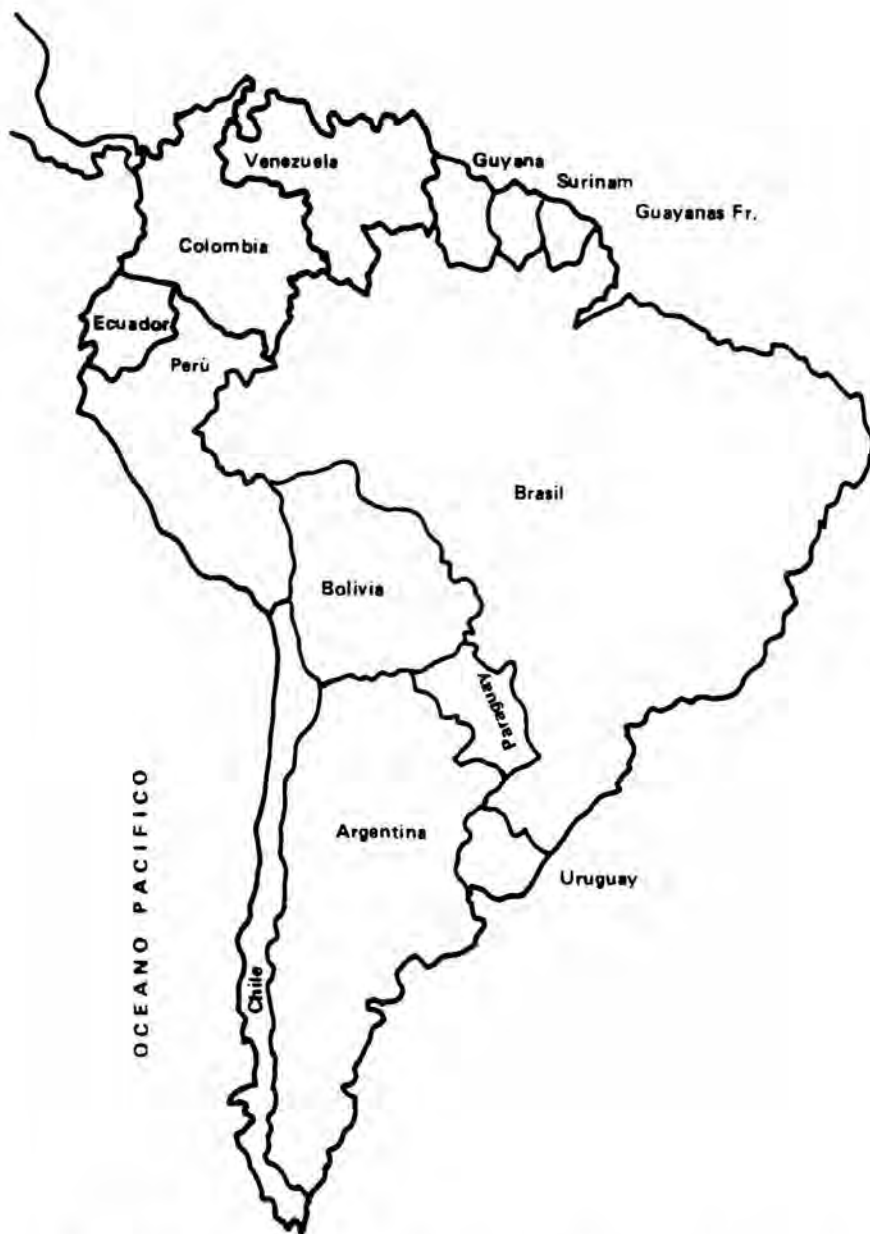 Venezuela
Guyana
Surinam
Guayanas Fr.
Colombia
Ecuador
Perú
Brasil
Bolivia
Paraguay
Argentina
Uruguay
Chile
OCEANO PACIFICO